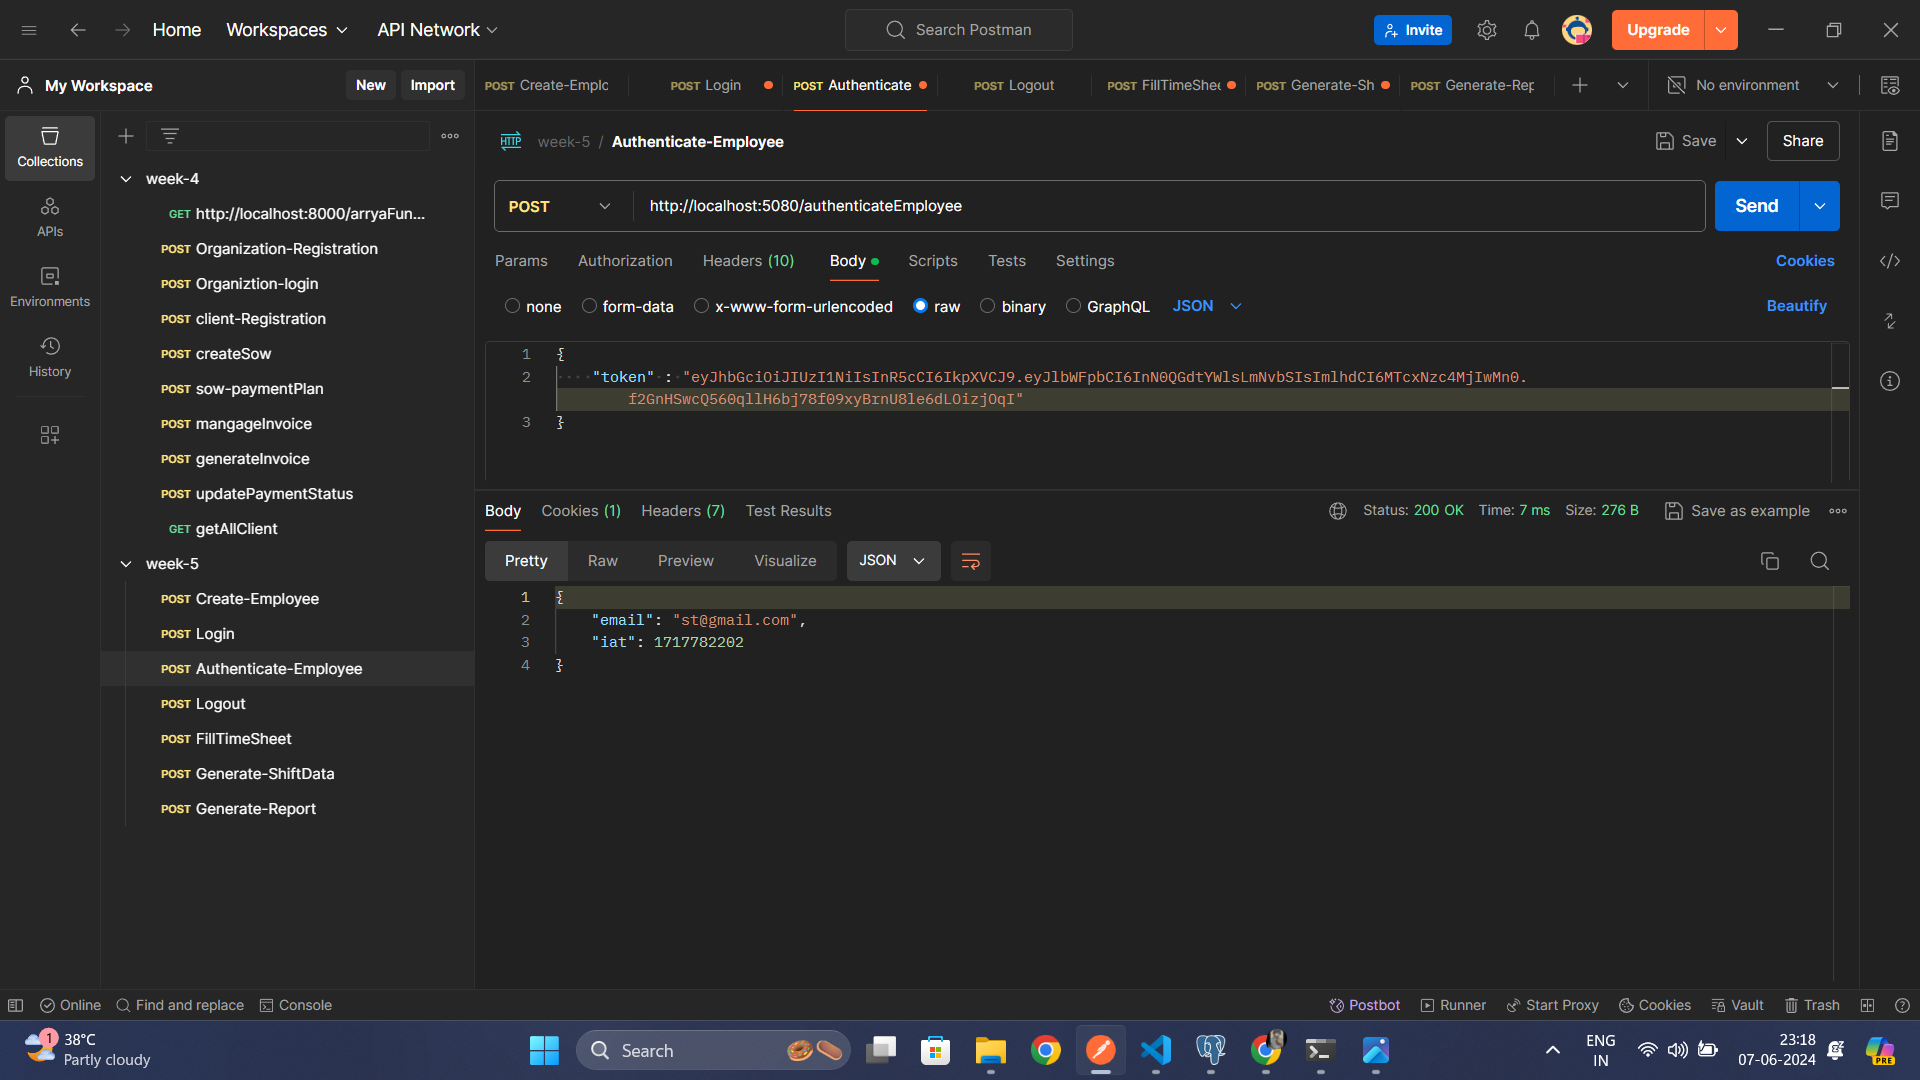 Home Workspaces API Network Search Postman Invite Upgrade
My Workspace New Import POST Create-Emplc POST Login POST Authenticate POST Logout POST FillTimeShee POST Generate-Sh POST Generate-Rep No environment
Collections
APIs
Environments
History
week-4
GET http://localhost:8000/arryaFun...
POST Organization-Registration
POST Organiztion-login
POST client-Registration
POST createSow
POST sow-paymentPlan
POST mangageInvoice
POST generateInvoice
POST updatePaymentStatus
GET getAllClient
week-5
POST Create-Employee
POST Login
POST Authenticate-Employee
POST Logout
POST FillTimeSheet
POST Generate-ShiftData
POST Generate-Report
HTTP week-5 / Authenticate-Employee Save Share
POST http://localhost:5080/authenticateEmployee Send
Params Authorization Headers (10) Body Scripts Tests Settings Cookies
none form-data x-www-form-urlencoded raw binary GraphQL JSON Beautify
1 {
2 "token" : "eyJhbGciOiJIUzI1NiIsInR5cCI6IkpXVCJ9.eyJlbWFpbCI6InN0QGdtYWlsLmNvbSIsImlhdCI6MTcxNzc4MjIwMn0.
f2GnHSwcQ560qllH6bj78f09xyBrnU8le6dLOizjOqI"
3 }
Body Cookies (1) Headers (7) Test Results Status: 200 OK Time: 7 ms Size: 276 B Save as example
Pretty Raw Preview Visualize JSON
1 {
2 "email": "st@gmail.com",
3 "iat": 1717782202
4 }
Online Find and replace Console Postbot Runner Start Proxy Cookies Vault Trash
1 38°C
Partly cloudy
Search
ENG
IN
23:18
07-06-2024
PRE